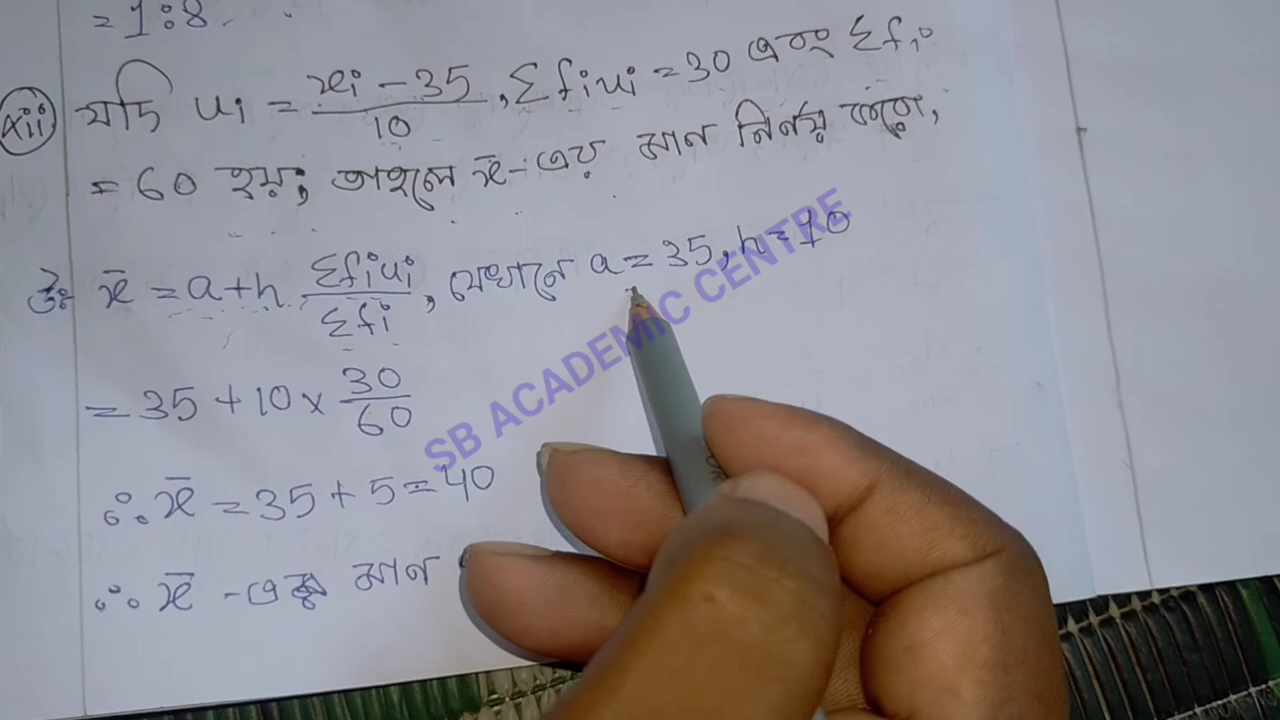 = 1:8.
(xii) যদি uᵢ = (xᵢ - 35)/10, Σfᵢuᵢ = 30 এবং Σfᵢ
= 60 হয়, তাহলে x̄-এর মান নির্ণয় করো,
উঃ x̄ = a + h Σfᵢuᵢ/Σfᵢ, যেখানে a = 35, h = 10
= 35 + 10 × 30/60
∴ x̄ = 35 + 5 = 40
∴ x̄ -এর মান
SB ACADEMIC CENTRE